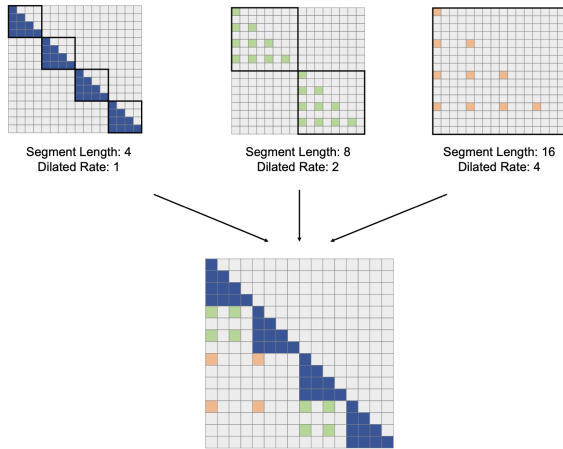 Segment Length: 4
Dilated Rate: 1
Segment Length: 8
Dilated Rate: 2
Segment Length: 16
Dilated Rate: 4